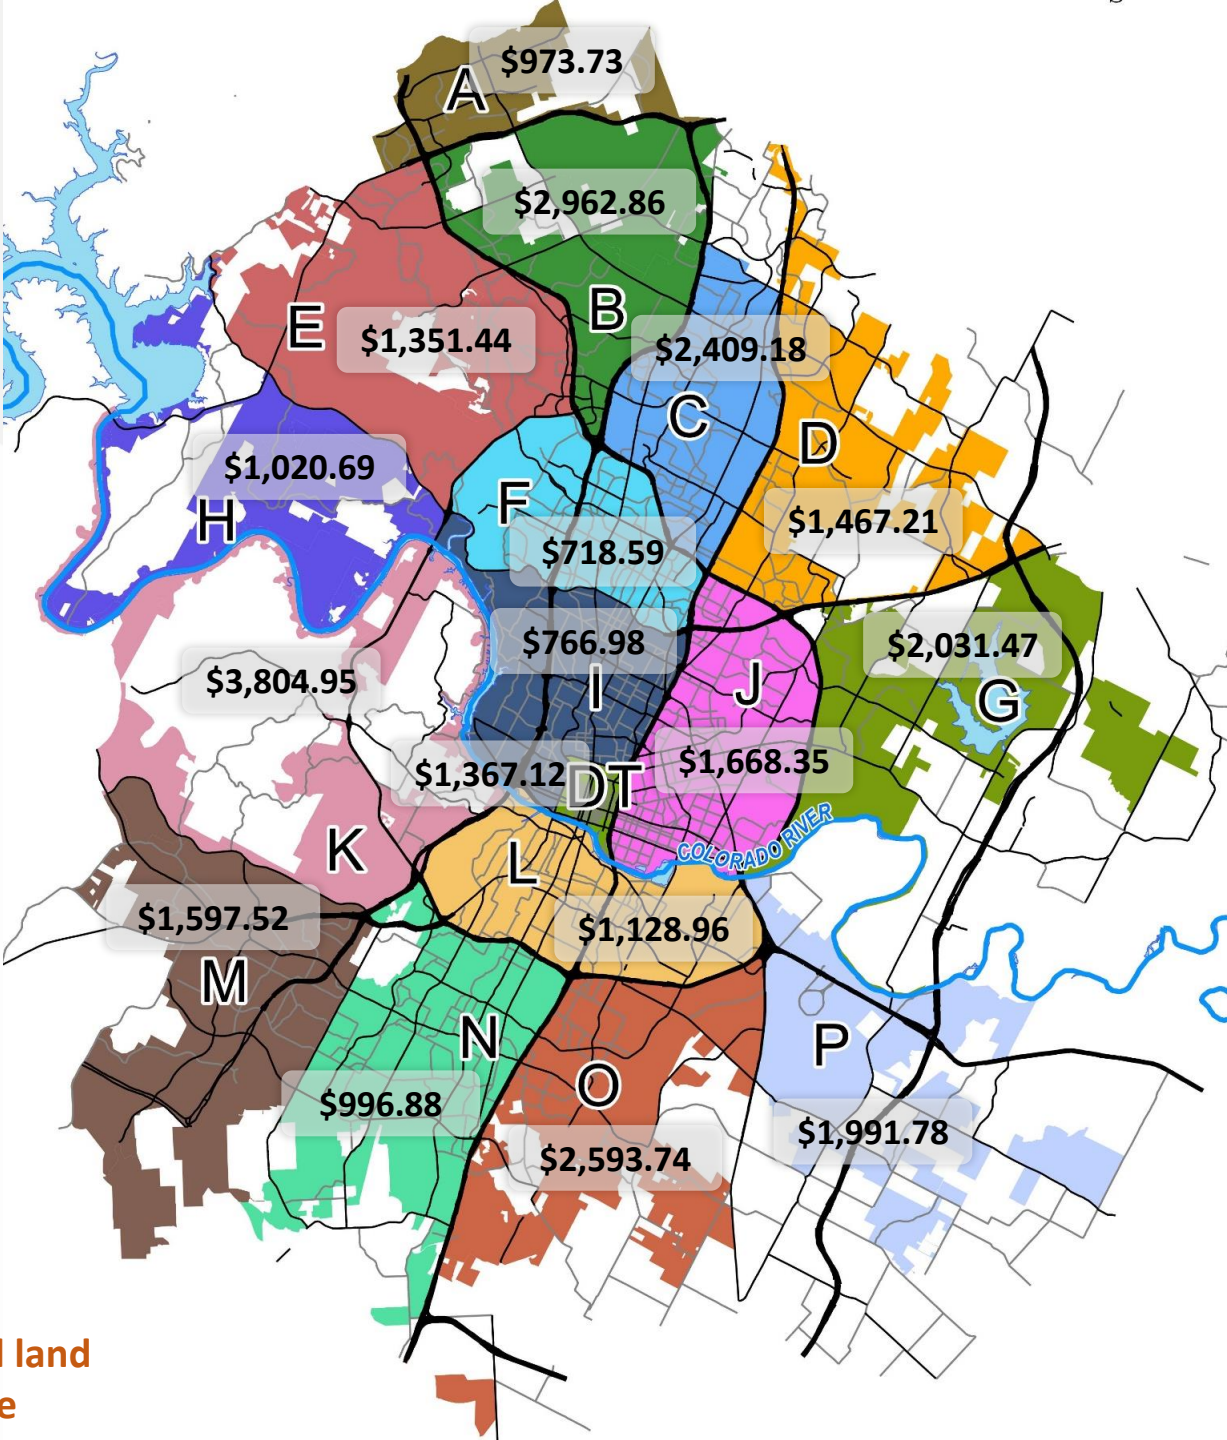 A
$973.73
$2,962.86
B
E
$1,351.44
$2,409.18
C
D
$1,467.21
$1,020.69
H
F
$718.59
$766.98
I
J
$2,031.47
G
$3,804.95
$1,367.12
DT
$1,668.35
COLORADO RIVER
K
L
$1,597.52
$1,128.96
M
N
O
P
$996.88
$2,593.74
$1,991.78
land
e